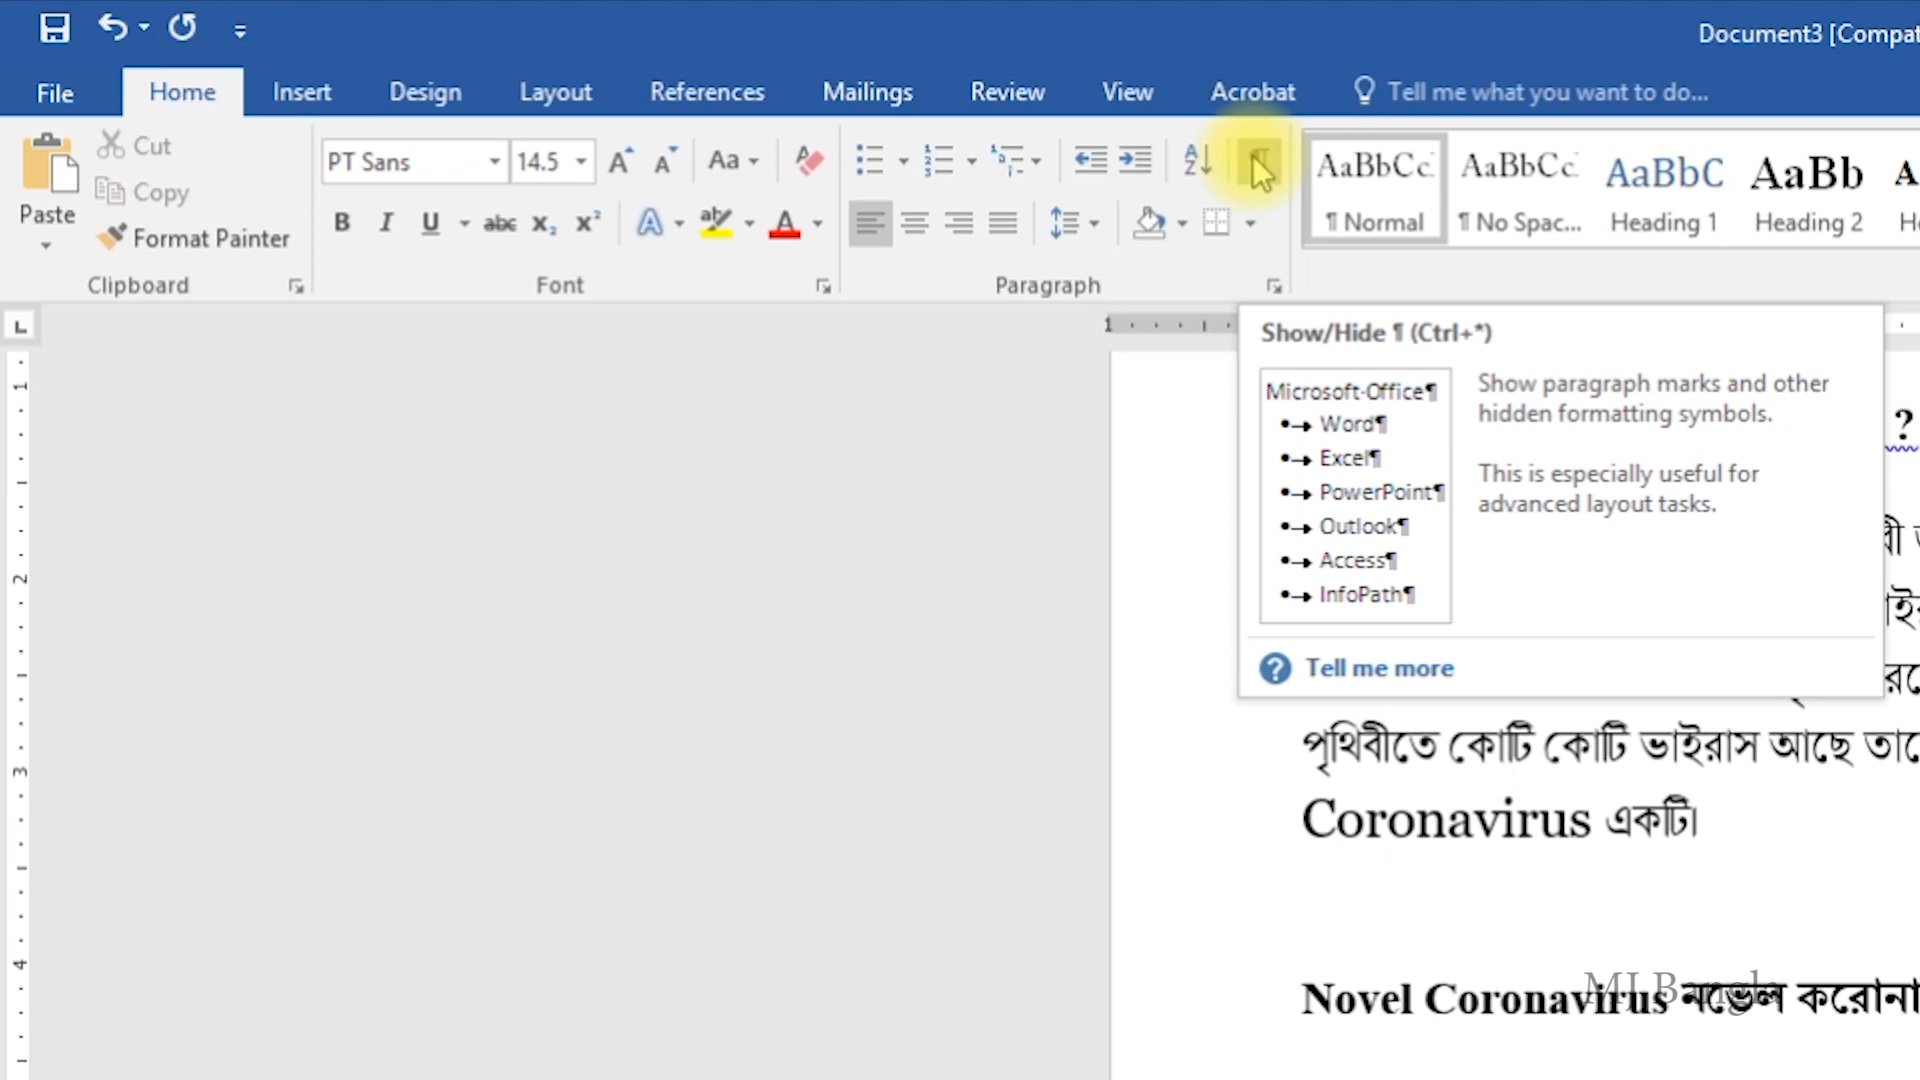 Document3 [Compat
File Home Insert Design Layout References Mailings Review View Acrobat Tell me what you want to do...
Paste
Cut
Copy
Format Painter
Clipboard
PT Sans 14.5
Font
Paragraph
AaBbCc AaBbCc AaBbC AaBb
¶ Normal ¶ No Spac... Heading 1 Heading 2
Show/Hide ¶ (Ctrl+*)
Microsoft·Office¶
Word¶
Excel¶
PowerPoint¶
Outlook¶
Access¶
InfoPath¶
Show paragraph marks and other
hidden formatting symbols.
This is especially useful for
advanced layout tasks.
Tell me more
?
পৃথিবীতে কোটি কোটি ভাইরাস আছে
Coronavirus একটি।
Novel Coronavirus নভেল করোনা
MJ Bangla